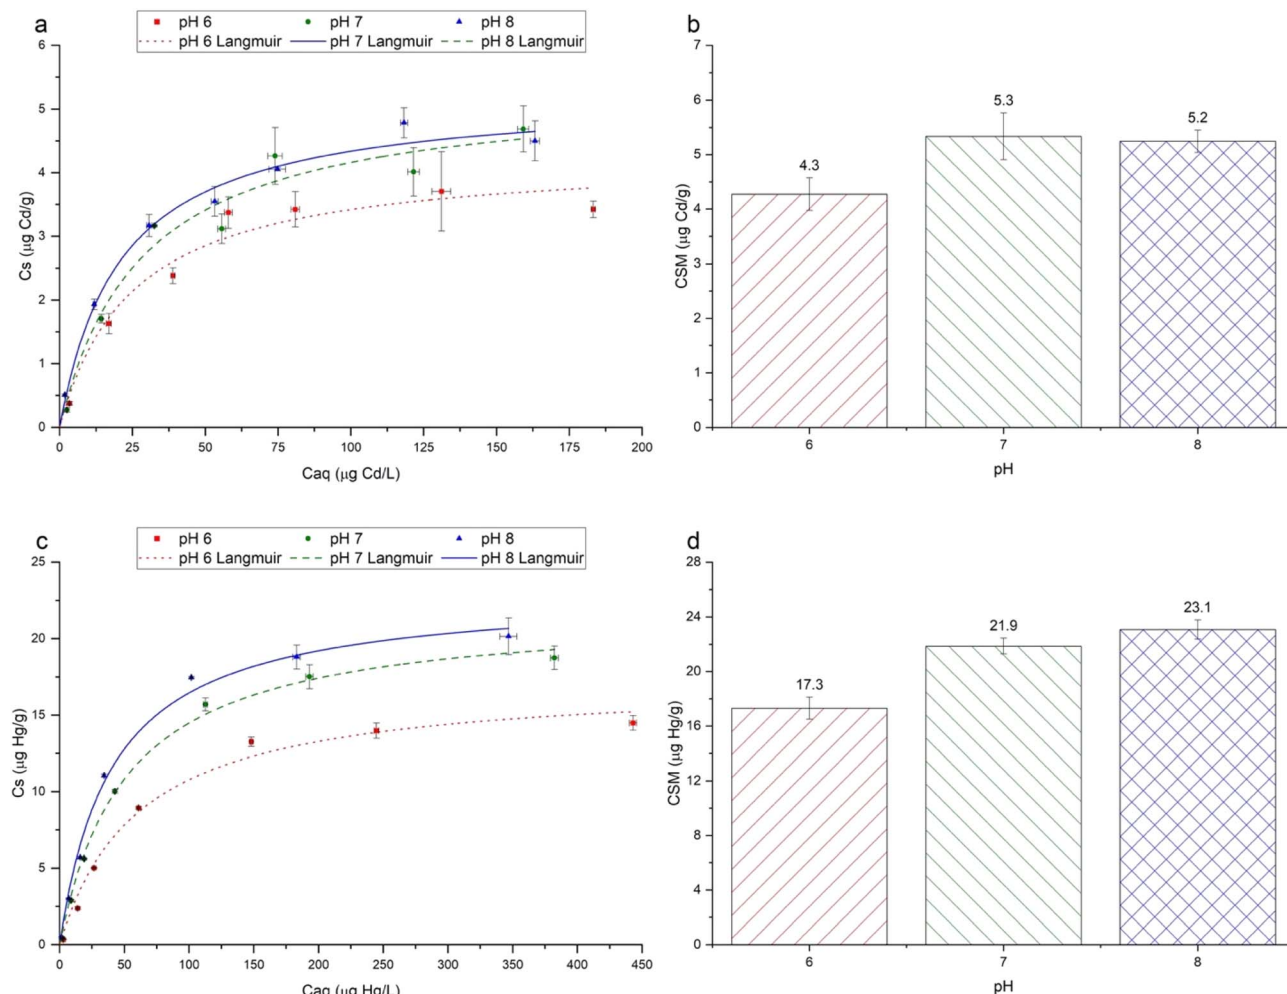 a
pH 6 pH 7 pH 8
pH 6 Langmuir pH 7 Langmuir pH 8 Langmuir
6
5
4
3
2
1
0
Cs (µg Cd/g)
0 25 50 75 100 125 150 175 200
Caq (µg Cd/L)
b
7
6
5
4
3
2
1
0
CSM (µg Cd/g)
4.3
5.3
5.2
6 7 8
pH
c
pH 6 pH 7 pH 8
pH 6 Langmuir pH 7 Langmuir pH 8 Langmuir
25
20
15
10
5
0
Cs (µg Hg/g)
0 50 100 150 200 250 300 350 400 450
Caq (µg Hg/L)
d
28
24
20
16
12
8
4
0
CSM (µg Hg/g)
17.3
21.9
23.1
6 7 8
pH